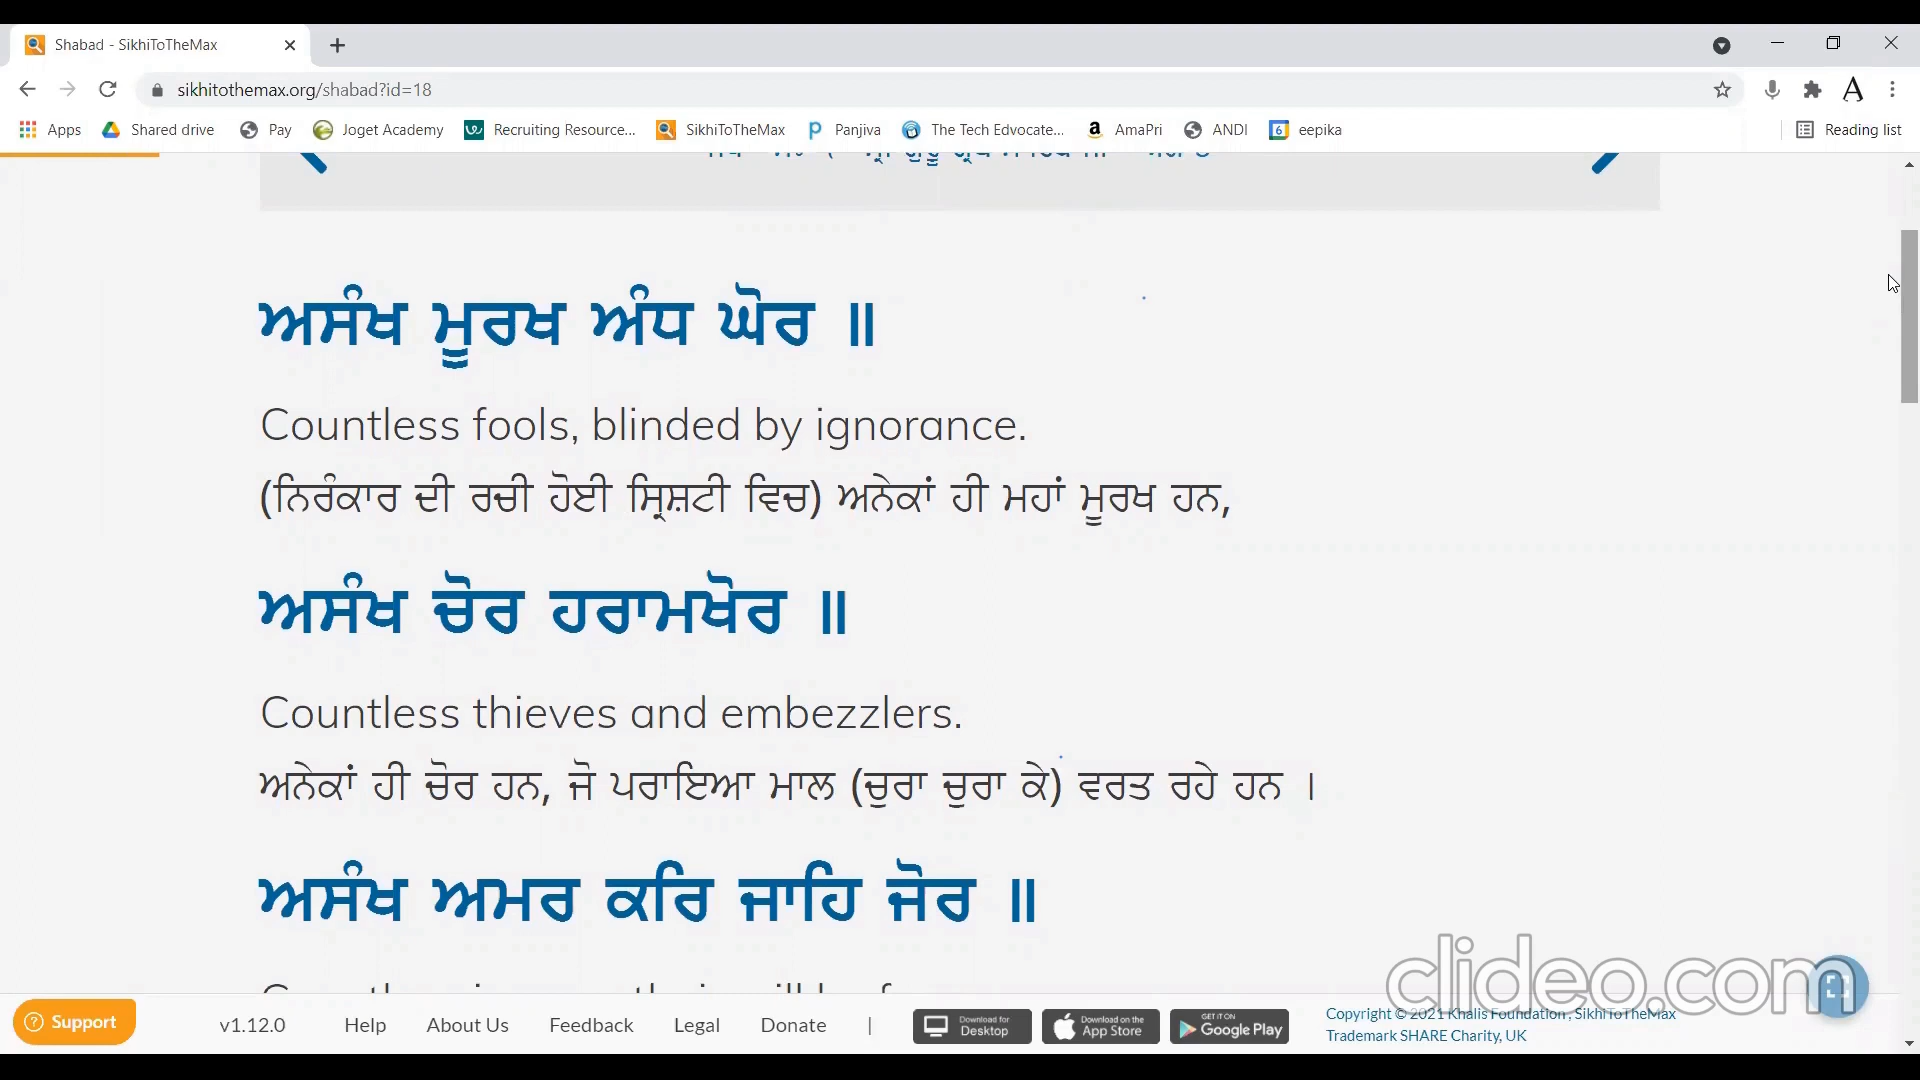 Shabad - SikhiToTheMax
sikhitothemax.org/shabad?id=18
Apps Shared drive Pay Joget Academy Recruiting Resource... SikhiToTheMax Panjiva The Tech Edvocate... AmaPri ANDI 6 eepika Reading list
ਅਸੰਖ ਮੂਰਖ ਅੰਧ ਘੋਰ ॥
Countless fools, blinded by ignorance.
(ਨਿਰੰਕਾਰ ਦੀ ਰਚੀ ਹੋਈ ਸ੍ਰਿਸ਼ਟੀ ਵਿਚ) ਅਨੇਕਾਂ ਹੀ ਮਹਾਂ ਮੂਰਖ ਹਨ,
ਅਸੰਖ ਚੋਰ ਹਰਾਮਖੋਰ ॥
Countless thieves and embezzlers.
ਅਨੇਕਾਂ ਹੀ ਚੋਰ ਹਨ, ਜੋ ਪਰਾਇਆ ਮਾਲ (ਚੁਰਾ ਚੁਰਾ ਕੇ) ਵਰਤ ਰਹੇ ਹਨ ।
ਅਸੰਖ ਅਮਰ ਕਰਿ ਜਾਹਿ ਜੋਰ ॥
clideo.com
Support v1.12.0 Help About Us Feedback Legal Donate | Download for Desktop Download on the App Store GET IT ON Google Play
Copyright © 2021 Khalis Foundation, SikhiToTheMax
Trademark SHARE Charity, UK